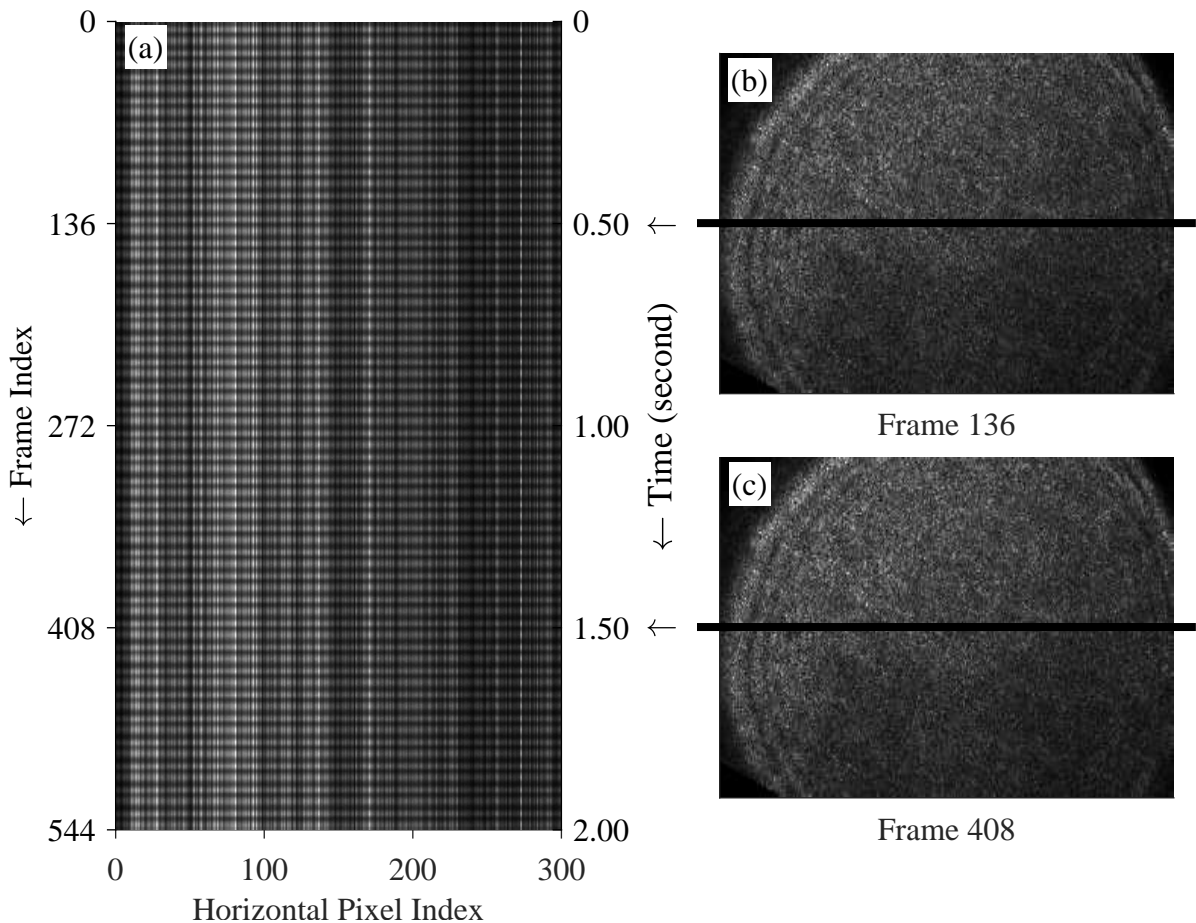 (a)
0
136
272
408
544
← Frame Index
0
100
200
300
Horizontal Pixel Index
0
0.50 ←
1.00
1.50 ←
2.00
← Time (second)
(b)
Frame 136
(c)
Frame 408